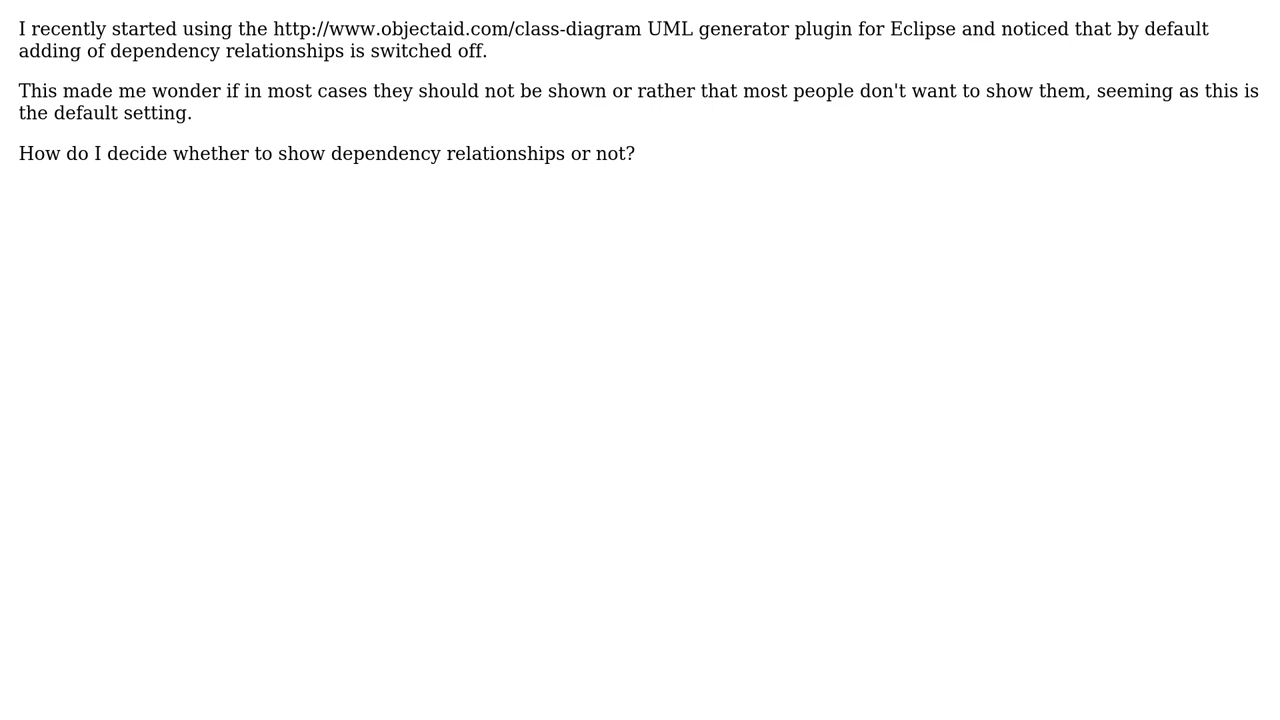 I recently started using the http://www.objectaid.com/class-diagram UML generator plugin for Eclipse and noticed that by default
adding of dependency relationships is switched off.
This made me wonder if in most cases they should not be shown or rather that most people don't want to show them, seeming as this is
the default setting.
How do I decide whether to show dependency relationships or not?